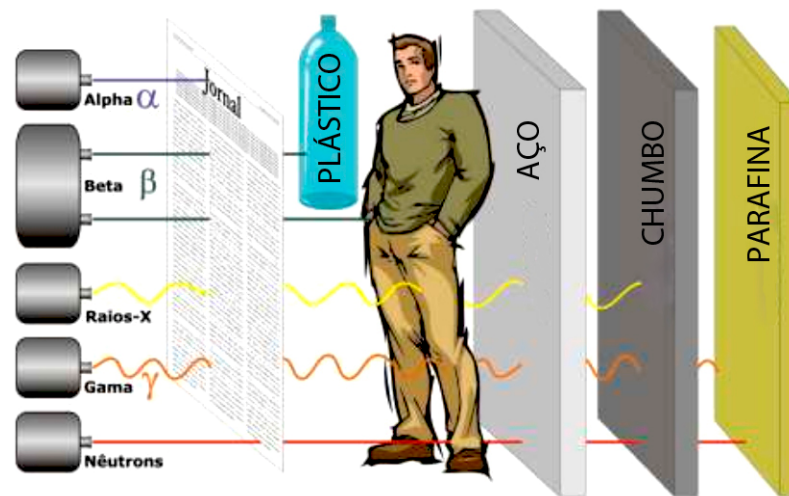 Jornal
Alpha α
Beta
β
Raios-X
Gama γ
Nêutrons
PLÁSTICO
AÇO
CHUMBO
PARAFINA